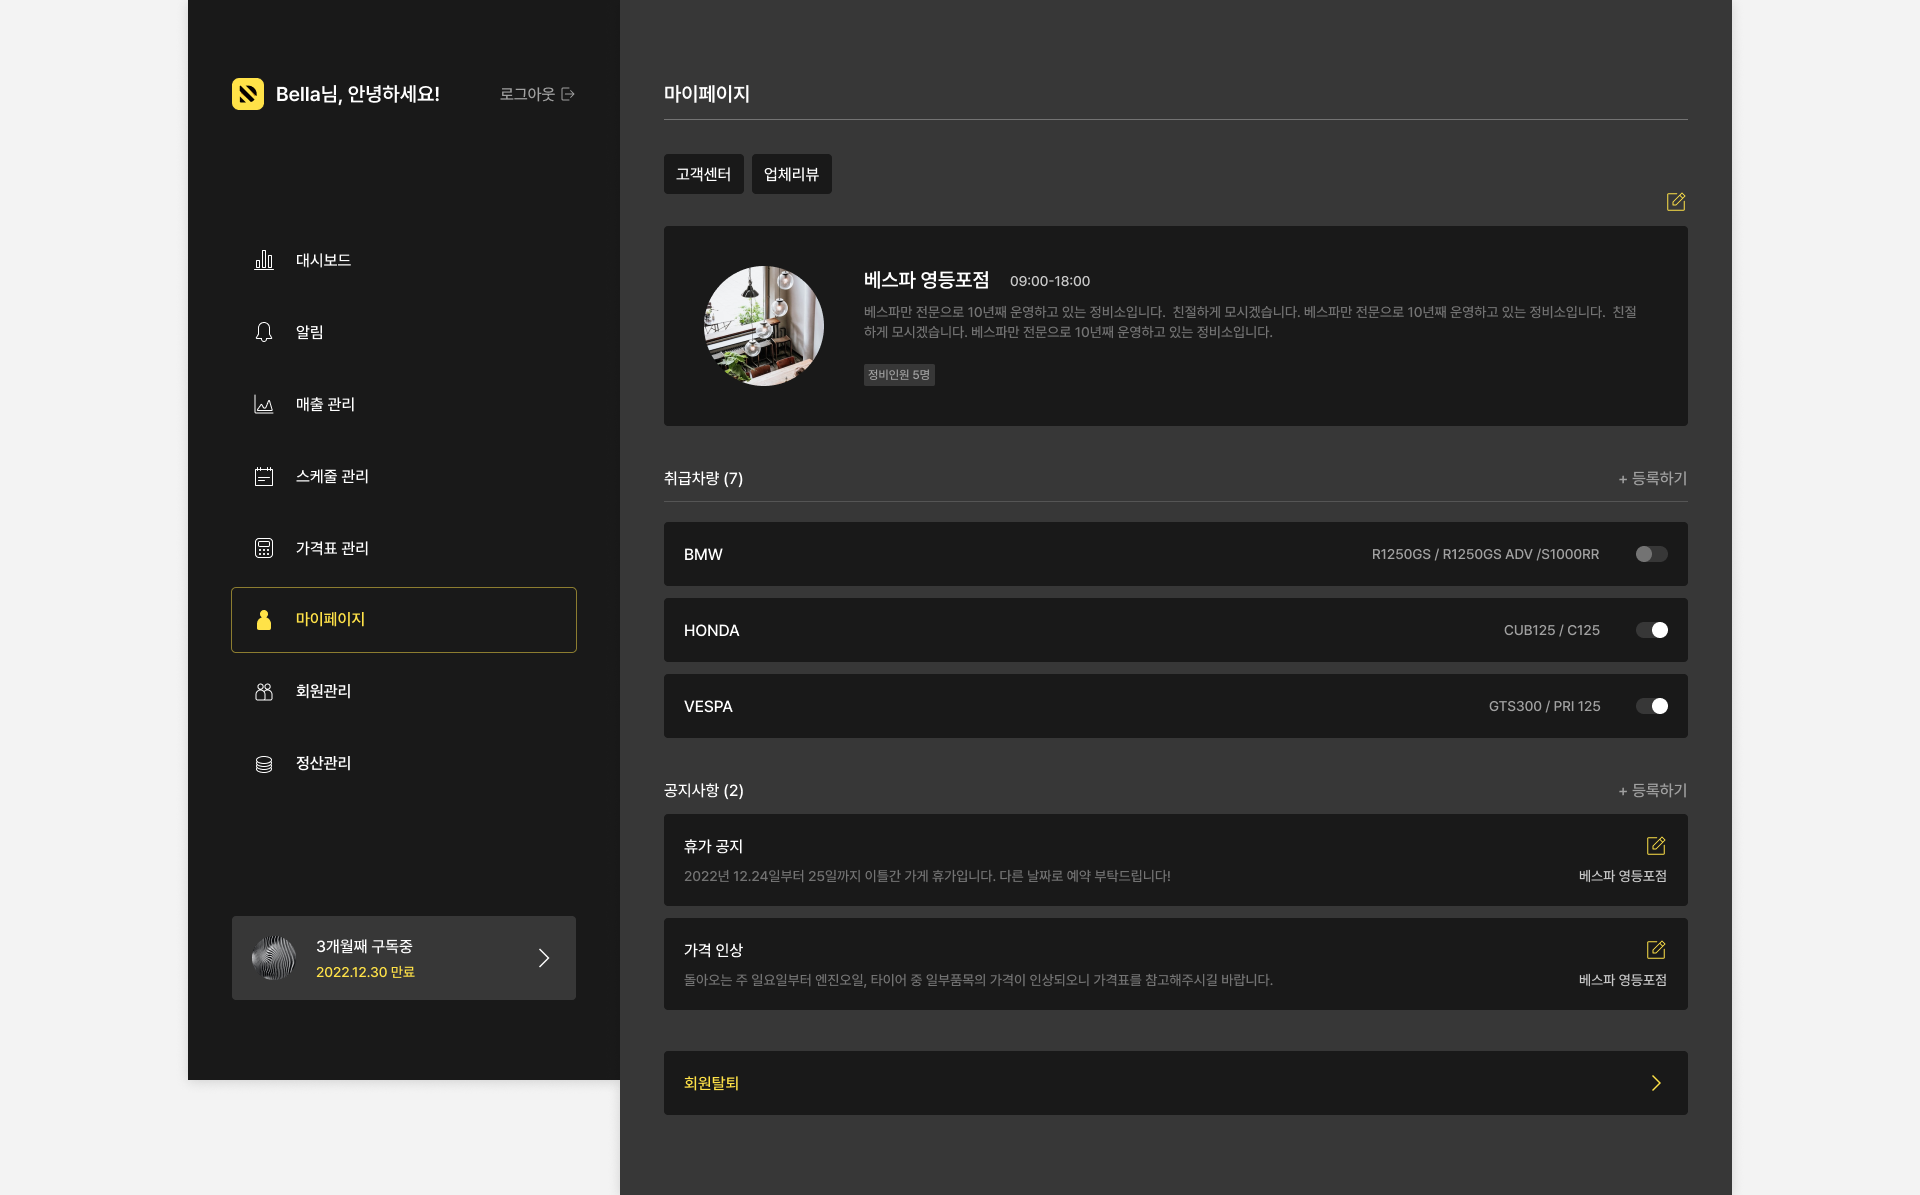 Bella님, 안녕하세요!
로그아웃
대시보드
알림
매출 관리
스케줄 관리
가격표 관리
마이페이지
회원관리
정산관리
3개월째 구독중
2022.12.30 만료
마이페이지
고객센터
업체리뷰
베스파 영등포점
09:00-18:00
베스파만 전문으로 10년째 운영하고 있는 정비소입니다. 친절하게 모시겠습니다. 베스파만 전문으로 10년째 운영하고 있는 정비소입니다. 친절
하게 모시겠습니다. 베스파만 전문으로 10년째 운영하고 있는 정비소입니다.
정비인원 5명
취급차량 (7)
+ 등록하기
BMW
R1250GS / R1250GS ADV /S1000RR
HONDA
CUB125 / C125
VESPA
GTS300 / PRI 125
공지사항 (2)
+ 등록하기
휴가 공지
2022년 12.24일부터 25일까지 이틀간 가게 휴가입니다. 다른 날짜로 예약 부탁드립니다!
베스파 영등포점
가격 인상
돌아오는 주 일요일부터 엔진오일, 타이어 중 일부품목의 가격이 인상되오니 가격표를 참고해주시길 바랍니다.
베스파 영등포점
회원탈퇴